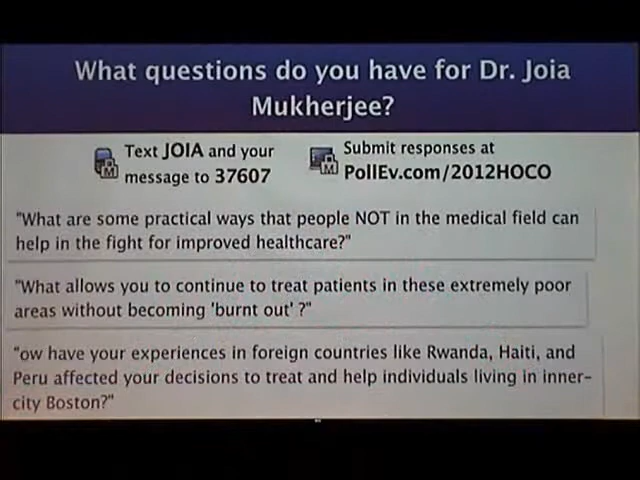 What questions do you have for Dr. Joia
Mukherjee?
Text JOIA and your
message to 37607
Submit responses at
PollEv.com/2012HOCO
"What are some practical ways that people NOT in the medical field can
help in the fight for improved healthcare?"
"What allows you to continue to treat patients in these extremely poor
areas without becoming 'burnt out' ?"
"ow have your experiences in foreign countries like Rwanda, Haiti, and
Peru affected your decisions to treat and help individuals living in inner-
city Boston?"